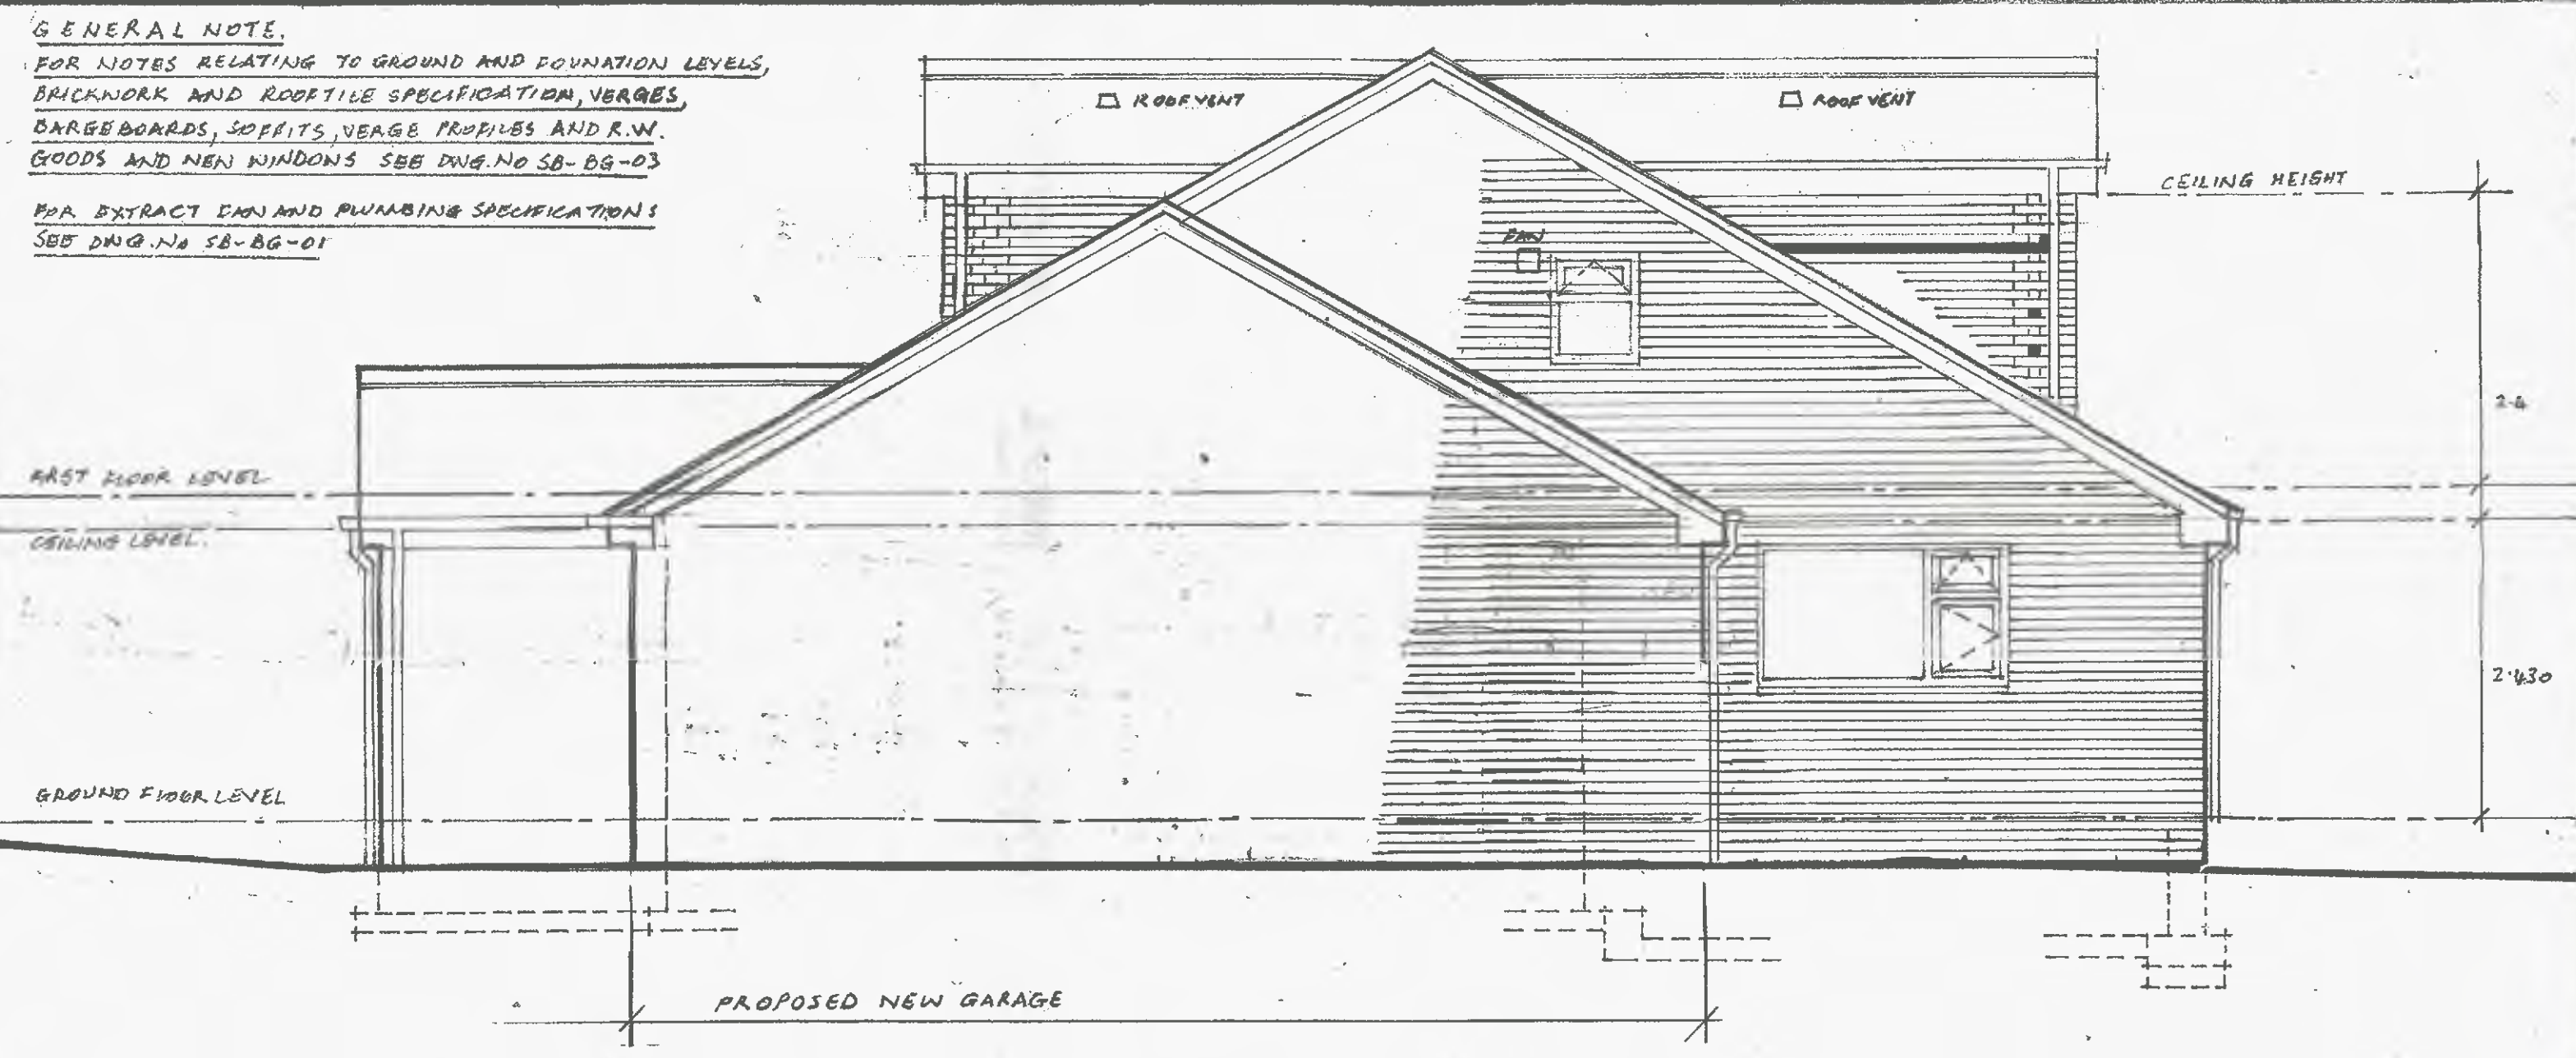 GENERAL NOTE.
FOR NOTES RELATING TO GROUND AND FOUNATION LEVELS,
BRICKWORK AND ROOFTILE SPECIFICATION, VERGES,
BARGEBOARDS, SOFFITS, VERGE PROFILES AND R.W.
GOODS AND NEW WINDOWS SEE DWG.No SB-BG-03
FOR EXTRACT FAN AND PLUMBING SPECIFICATIONS
SEE DWG.No SB-BG-01
ROOF VENT
ROOF VENT
CEILING HEIGHT
FAN
2.4
FIRST FLOOR LEVEL
CEILING LEVEL.
2.430
GROUND FLOOR LEVEL
PROPOSED NEW GARAGE